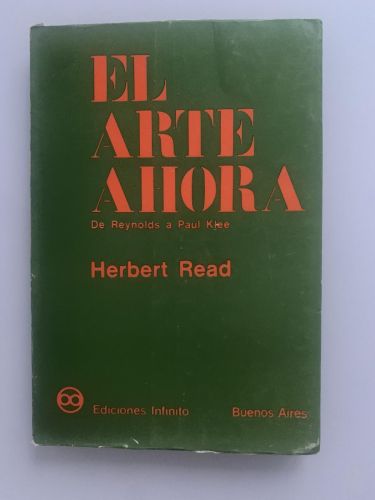 EL
ARTE
AHORA
De Reynolds a Paul Klee
Herbert Read
Ediciones Infinito Buenos Aires